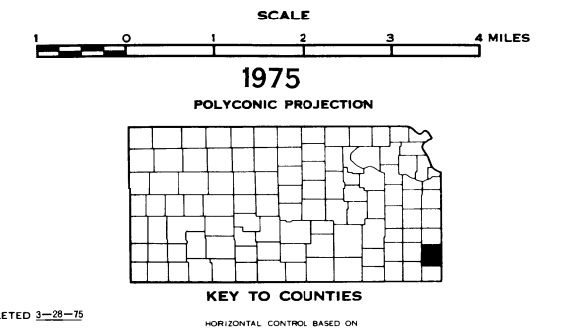 SCALE
1 0 1 2 3 4 MILES
1975
POLYCONIC PROJECTION
KEY TO COUNTIES
ETED 3-28-75
HORIZONTAL CONTROL BASED ON